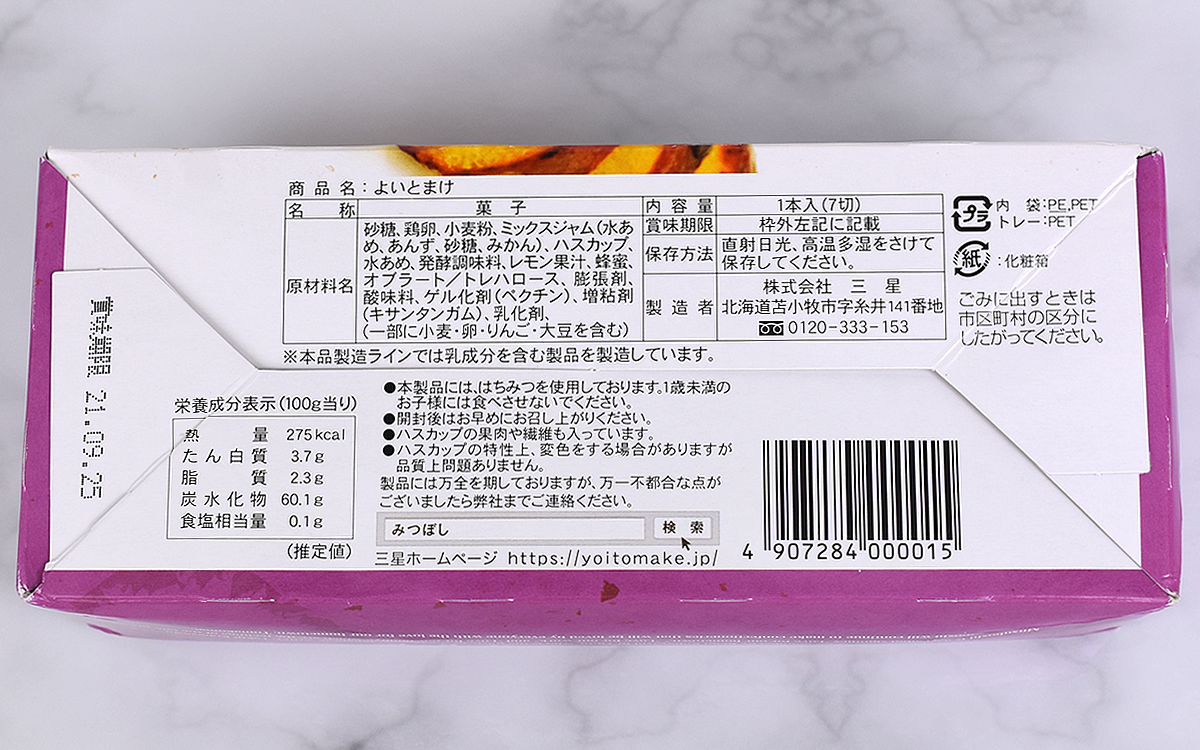 商品名：よいとまけ
名称 菓子
原材料名 砂糖、鶏卵、小麦粉、ミックスジャム（水あ
め、あんず、砂糖、みかん）、ハスカップ、
水あめ、発酵調味料、レモン果汁、蜂蜜、
オブラート／トレハロース、膨張剤、
酸味料、ゲル化剤（ペクチン）、増粘剤
（キサンタンガム）、乳化剤、
（一部に小麦・卵・りんご・大豆を含む）
内容量 1本入（7切）
賞味期限 枠外左記に記載
保存方法 直射日光、高温多湿をさけて
保存してください。
製造者 株式会社 三星
北海道苫小牧市字糸井141番地
0120-333-153
※本品製造ラインでは乳成分を含む製品を製造しています。
プラ
内袋：P.E,PET
トレー：PET
紙
：化粧箱
ごみに出すときは
市区町村の区分に
したがってください。
賞味期限 21.09.25
栄養成分表示（100g当り）
熱量 275kcal
たん白質 3.7g
脂質 2.3g
炭水化物 60.1g
食塩相当量 0.1g
（推定値）
●本製品には、はちみつを使用しております。1歳未満の
お子様には食べさせないでください。
●開封後はお早めにお召し上がりください。
●ハスカップの果肉や繊維も入っています。
●ハスカップの特性上、変色をする場合がありますが
品質上問題ありません。
製品には万全を期しておりますが、万一不都合な点が
ございましたら弊社までご連絡ください。
みつぼし 検索
三星ホームページ https://yoitomake.jp/
4 907284 000015